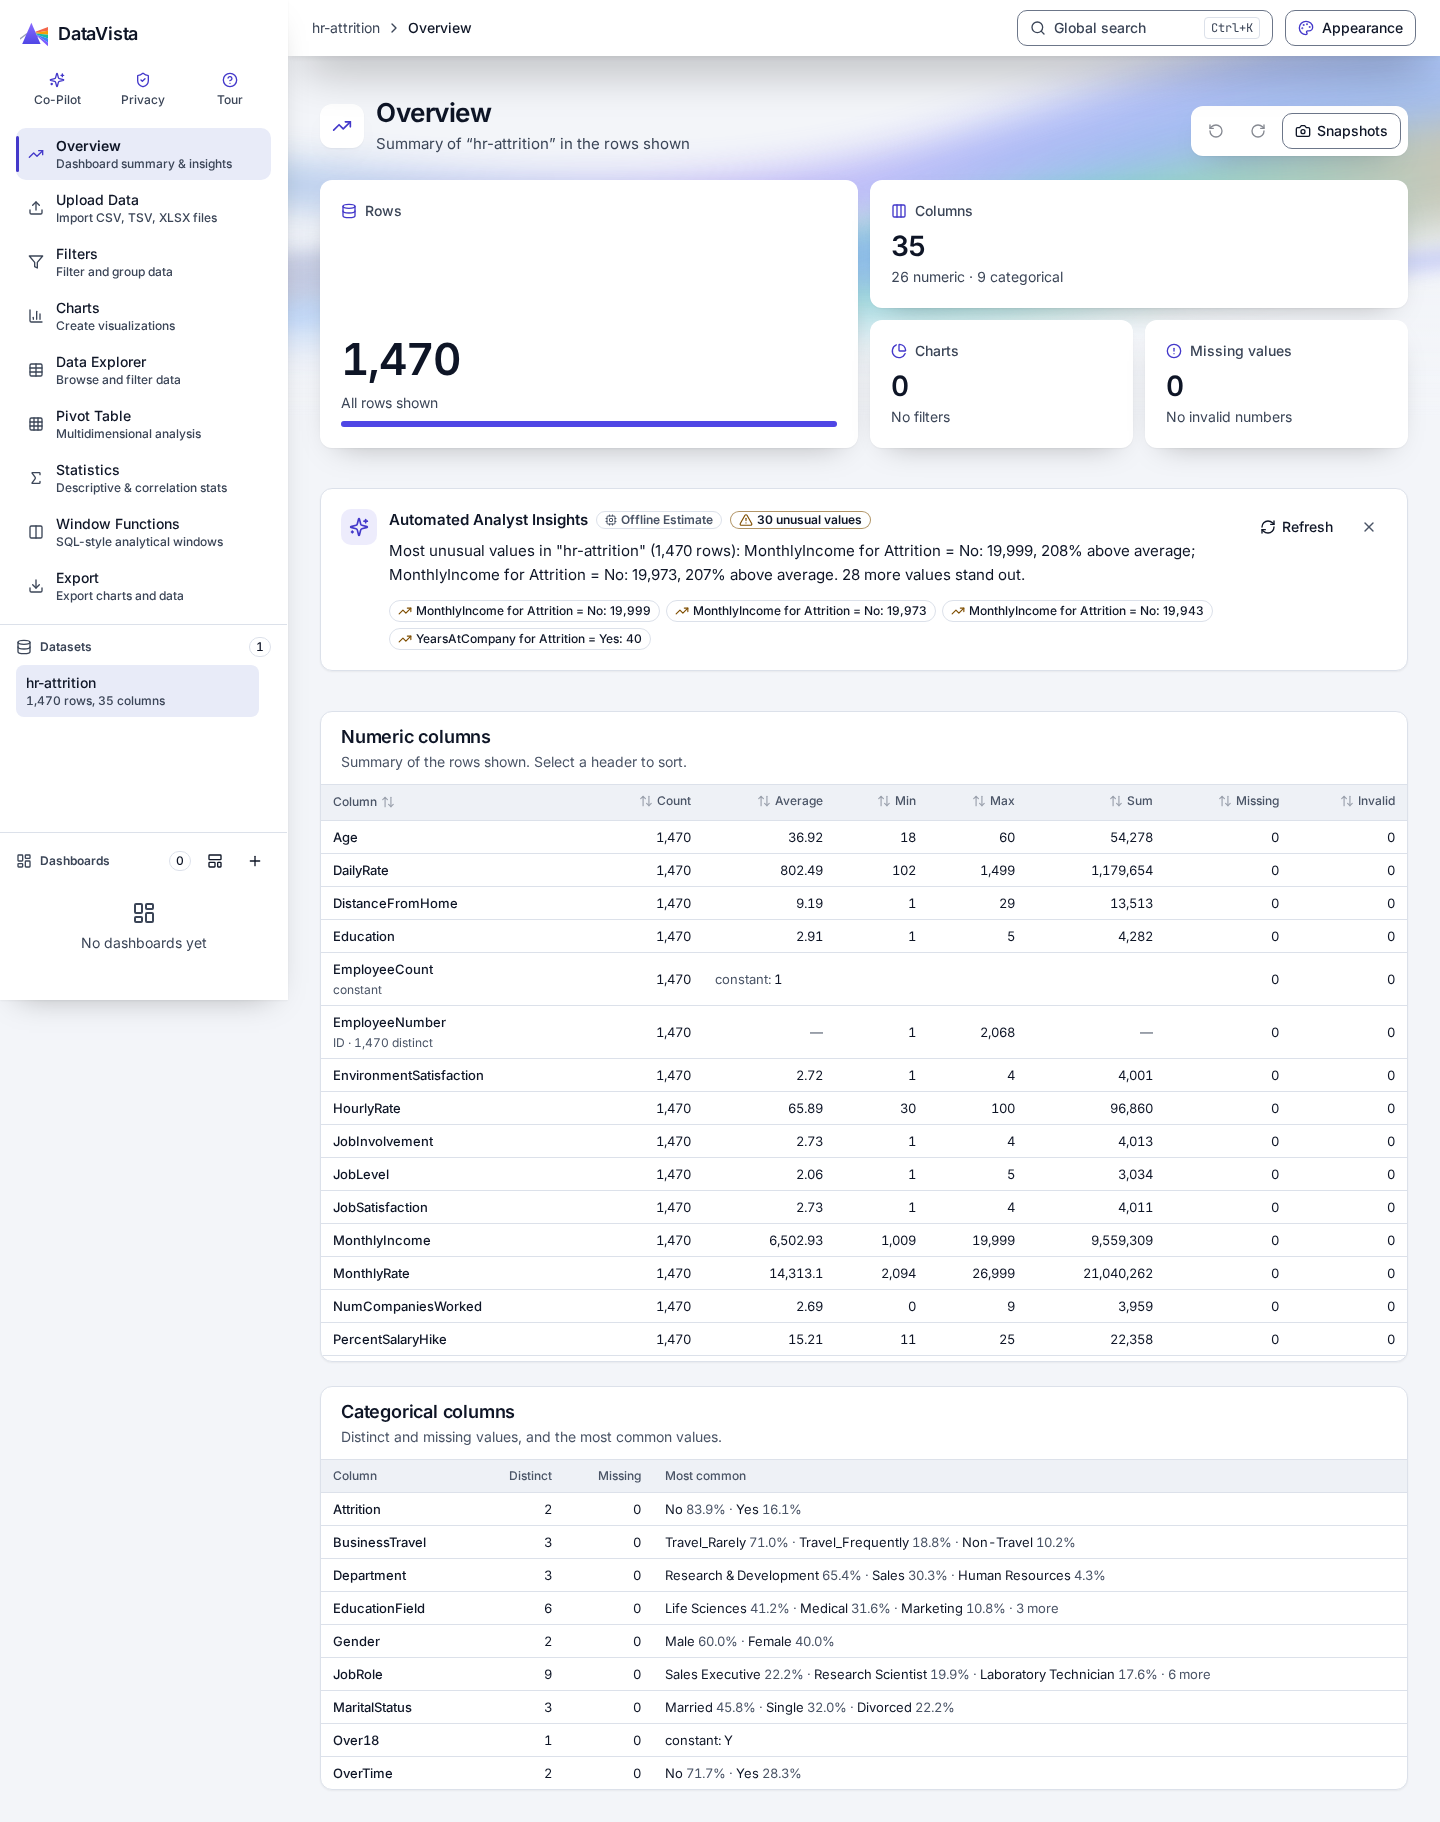 DataVista
Co-Pilot Privacy Tour
Overview
Dashboard summary & insights
Upload Data
Import CSV, TSV, XLSX files
Filters
Filter and group data
Charts
Create visualizations
Data Explorer
Browse and filter data
Pivot Table
Multidimensional analysis
Statistics
Descriptive & correlation stats
Window Functions
SQL-style analytical windows
Export
Export charts and data
Datasets 1
hr-attrition
1,470 rows, 35 columns
Dashboards 0
No dashboards yet
hr-attrition > Overview
Global search Ctrl+K
Appearance
Overview
Summary of “hr-attrition” in the rows shown
Snapshots
Rows
1,470
All rows shown
Columns
35
26 numeric · 9 categorical
Charts
0
No filters
Missing values
0
No invalid numbers
Automated Analyst Insights Offline Estimate 30 unusual values
Refresh
Most unusual values in "hr-attrition" (1,470 rows): MonthlyIncome for Attrition = No: 19,999, 208% above average;
MonthlyIncome for Attrition = No: 19,973, 207% above average. 28 more values stand out.
MonthlyIncome for Attrition = No: 19,999 MonthlyIncome for Attrition = No: 19,973 MonthlyIncome for Attrition = No: 19,943
YearsAtCompany for Attrition = Yes: 40
Numeric columns
Summary of the rows shown. Select a header to sort.
Column Count Average Min Max Sum Missing Invalid
Age 1,470 36.92 18 60 54,278 0 0
DailyRate 1,470 802.49 102 1,499 1,179,654 0 0
DistanceFromHome 1,470 9.19 1 29 13,513 0 0
Education 1,470 2.91 1 5 4,282 0 0
EmployeeCount 1,470 constant: 1 0 0
constant
EmployeeNumber 1,470 — 1 2,068 — 0 0
ID · 1,470 distinct
EnvironmentSatisfaction 1,470 2.72 1 4 4,001 0 0
HourlyRate 1,470 65.89 30 100 96,860 0 0
JobInvolvement 1,470 2.73 1 4 4,013 0 0
JobLevel 1,470 2.06 1 5 3,034 0 0
JobSatisfaction 1,470 2.73 1 4 4,011 0 0
MonthlyIncome 1,470 6,502.93 1,009 19,999 9,559,309 0 0
MonthlyRate 1,470 14,313.1 2,094 26,999 21,040,262 0 0
NumCompaniesWorked 1,470 2.69 0 9 3,959 0 0
PercentSalaryHike 1,470 15.21 11 25 22,358 0 0
Categorical columns
Distinct and missing values, and the most common values.
Column Distinct Missing Most common
Attrition 2 0 No 83.9% · Yes 16.1%
BusinessTravel 3 0 Travel_Rarely 71.0% · Travel_Frequently 18.8% · Non-Travel 10.2%
Department 3 0 Research & Development 65.4% · Sales 30.3% · Human Resources 4.3%
EducationField 6 0 Life Sciences 41.2% · Medical 31.6% · Marketing 10.8% · 3 more
Gender 2 0 Male 60.0% · Female 40.0%
JobRole 9 0 Sales Executive 22.2% · Research Scientist 19.9% · Laboratory Technician 17.6% · 6 more
MaritalStatus 3 0 Married 45.8% · Single 32.0% · Divorced 22.2%
Over18 1 0 constant: Y
OverTime 2 0 No 71.7% · Yes 28.3%